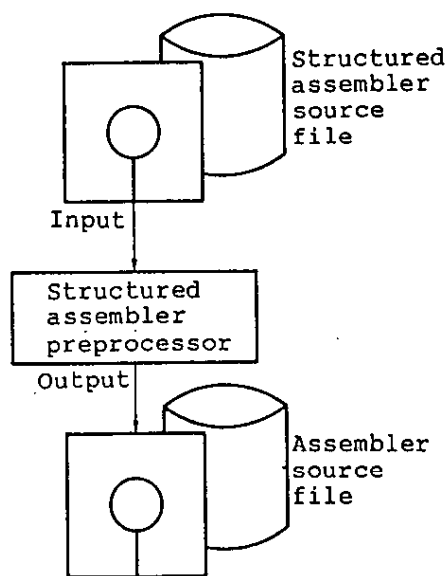 Structured
assembler
source
file
Input
Structured
assembler
preprocessor
Output
Assembler
source
file